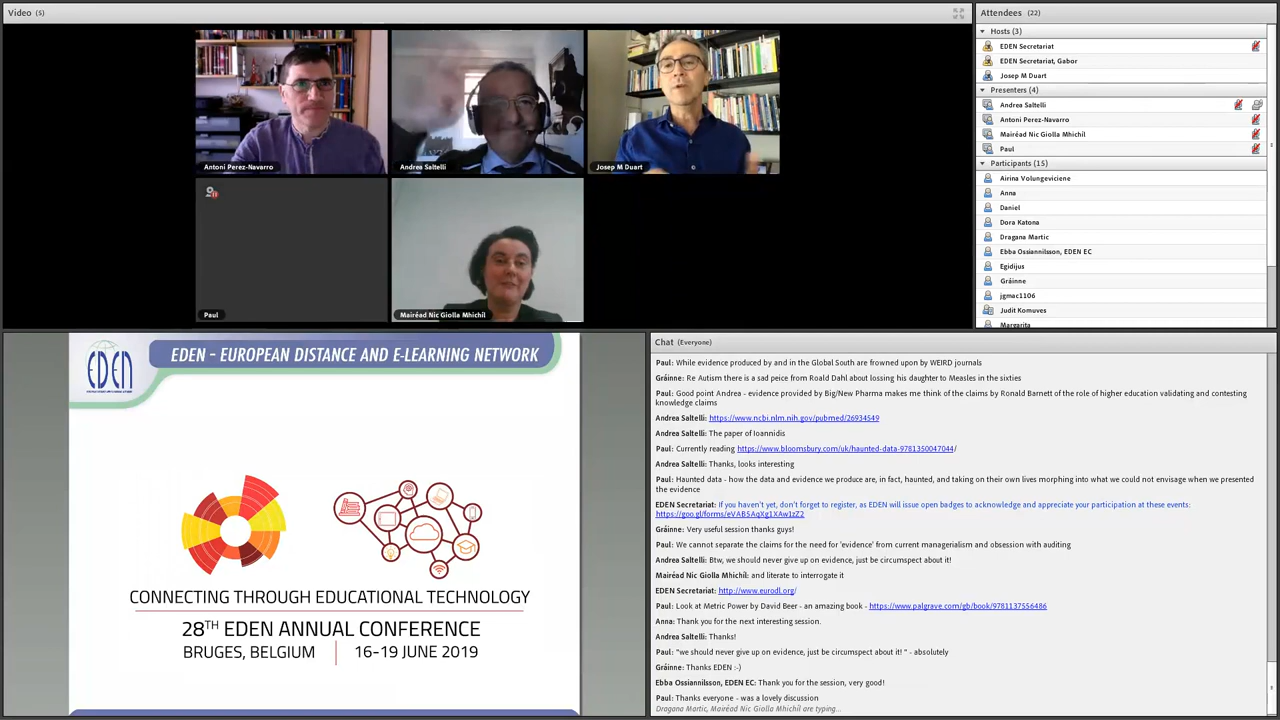 Video (5)
Antoni Perez-Navarro
Andrea Saltelli
Josep M Duart
Paul
Mairéad Nic Giolla Mhichíl
Attendees (22)
Hosts (3)
EDEN Secretariat
EDEN Secretariat, Gabor
Josep M Duart
Presenters (4)
Andrea Saltelli
Antoni Perez-Navarro
Mairéad Nic Giolla Mhichíl
Paul
Participants (15)
Airina Volungeviciene
Anna
Daniel
Dora Katona
Dragana Martic
Ebba Ossiannilsson, EDEN EC
Egidijus
Gráinne
jgmac1106
Judit Komuves
Margarita
EDEN
EDEN - EUROPEAN DISTANCE AND E-LEARNING NETWORK
CONNECTING THROUGH EDUCATIONAL TECHNOLOGY
28TH EDEN ANNUAL CONFERENCE
BRUGES, BELGIUM
16-19 JUNE 2019
Chat (Everyone)
Paul: While evidence produced by and in the Global South are frowned upon by WEIRD journals
Gráinne: Re Autism there is a sad peice from Roald Dahl about lossing his daughter to Measles in the sixties
Paul: Good point Andrea - evidence provided by Big/New Pharma makes me think of the claims by Ronald Barnett of the role of higher education validating and contesting
knowledge claims
Andrea Saltelli: https://www.ncbi.nlm.nih.gov/pubmed/26934549
Andrea Saltelli: The paper of Ioannidis
Paul: Currently reading https://www.bloomsbury.com/uk/haunted-data-9781350047044/
Andrea Saltelli: Thanks, looks interesting
Paul: Haunted data - how the data and evidence we produce are, in fact, haunted, and taking on their own lives morphing into what we could not envisage when we presented
the evidence
EDEN Secretariat: If you haven't yet, don't forget to register, as EDEN will issue open badges to acknowledge and appreciate your participation at these events:
https://goo.gl/forms/eVAB5AqXg1XAw1zZ2
Gráinne: Very useful session thanks guys!
Paul: We cannot separate the claims for the need for 'evidence' from current managerialism and obsession with auditing
Andrea Saltelli: Btw, we should never give up on evidence, just be circumspect about it!
Mairéad Nic Giolla Mhichíl: and literate to interrogate it
EDEN Secretariat: http://www.eurodl.org/
Paul: Look at Metric Power by David Beer - an amazing book - https://www.palgrave.com/gb/book/9781137556486
Anna: Thank you for the next interesting session.
Andrea Saltelli: Thanks!
Paul: "we should never give up on evidence, just be circumspect about it! " - absolutely
Gráinne: Thanks EDEN :-)
Ebba Ossiannilsson, EDEN EC: Thank you for the session, very good!
Paul: Thanks everyone - was a lovely discussion
Dragana Martic, Mairéad Nic Giolla Mhichíl are typing...